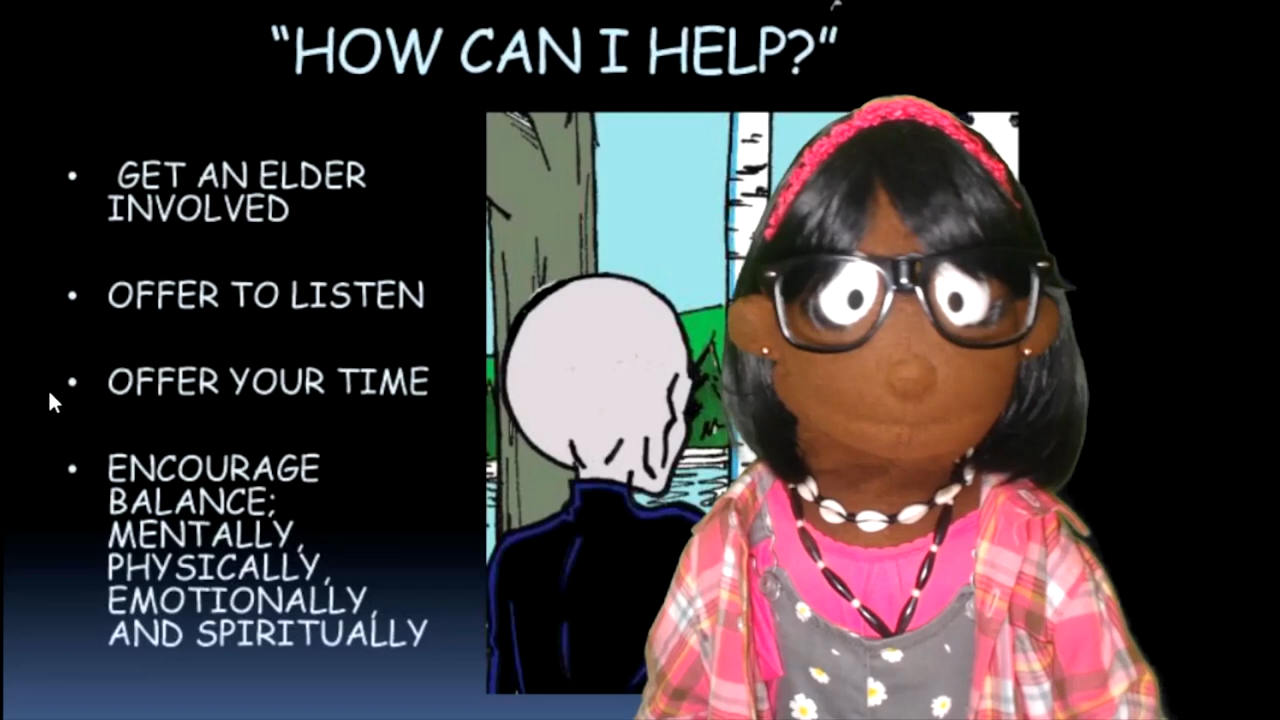 "HOW CAN I HELP?"
• GET AN ELDER
INVOLVED
• OFFER TO LISTEN
• OFFER YOUR TIME
• ENCOURAGE
BALANCE;
MENTALLY,
PHYSICALLY,
EMOTIONALLY,
AND SPIRITUALLY